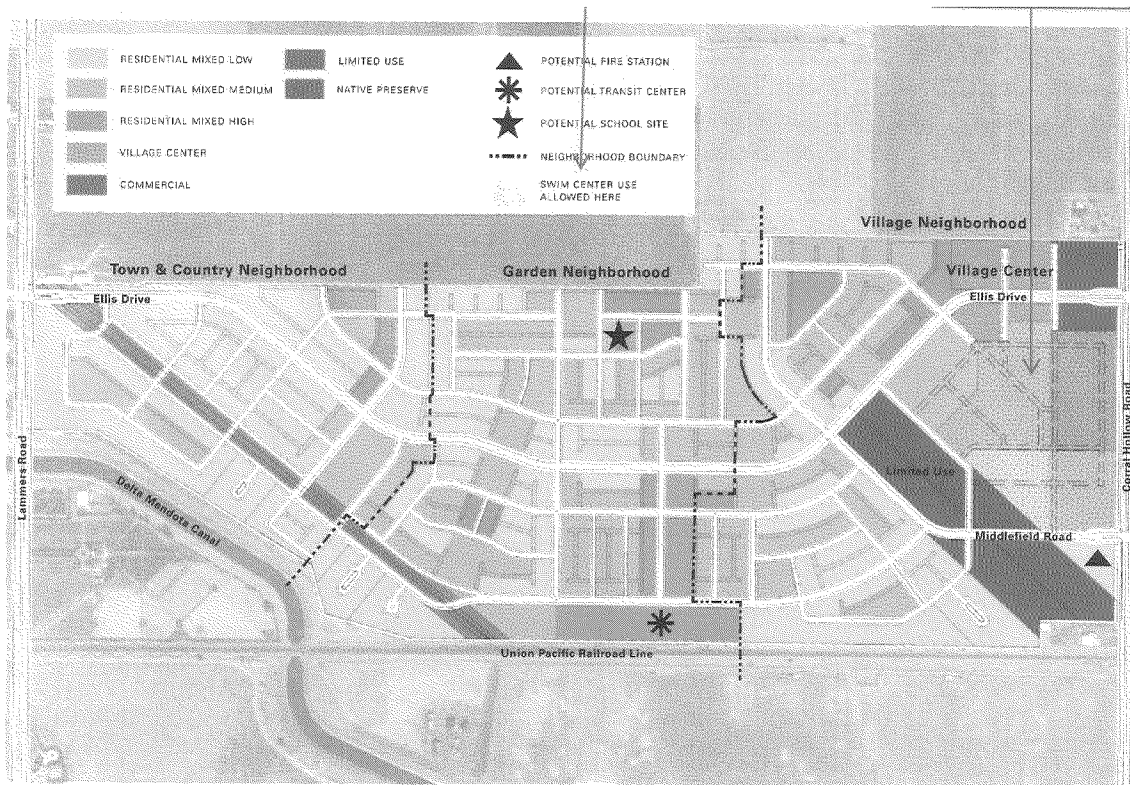 RESIDENTIAL MIXED LOW
RESIDENTIAL MIXED MEDIUM
RESIDENTIAL MIXED HIGH
VILLAGE CENTER
COMMERCIAL
LIMITED USE
NATIVE PRESERVE
POTENTIAL FIRE STATION
POTENTIAL TRANSIT CENTER
POTENTIAL SCHOOL SITE
NEIGHBORHOOD BOUNDARY
SWIM CENTER USE
ALLOWED HERE
Village Neighborhood
Town & Country Neighborhood
Garden Neighborhood
Village Center
Ellis Drive
Ellis Drive
Lammers Road
Corral Hollow Road
Delta Mendota Canal
Limited Use
Middlefield Road
Union Pacific Railroad Line